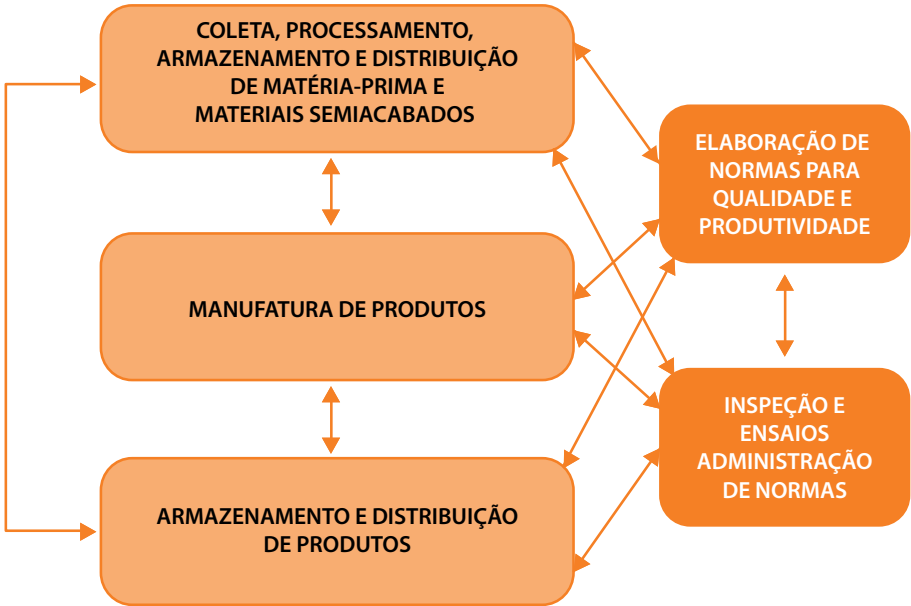 COLETA, PROCESSAMENTO,
ARMAZENAMENTO E DISTRIBUIÇÃO
DE MATÉRIA-PRIMA E
MATERIAIS SEMIACABADOS
ELABORAÇÃO DE
NORMAS PARA
QUALIDADE E
PRODUTIVIDADE
MANUFATURA DE PRODUTOS
INSPEÇÃO E
ENSAIOS
ADMINISTRAÇÃO
DE NORMAS
ARMAZENAMENTO E DISTRIBUIÇÃO
DE PRODUTOS